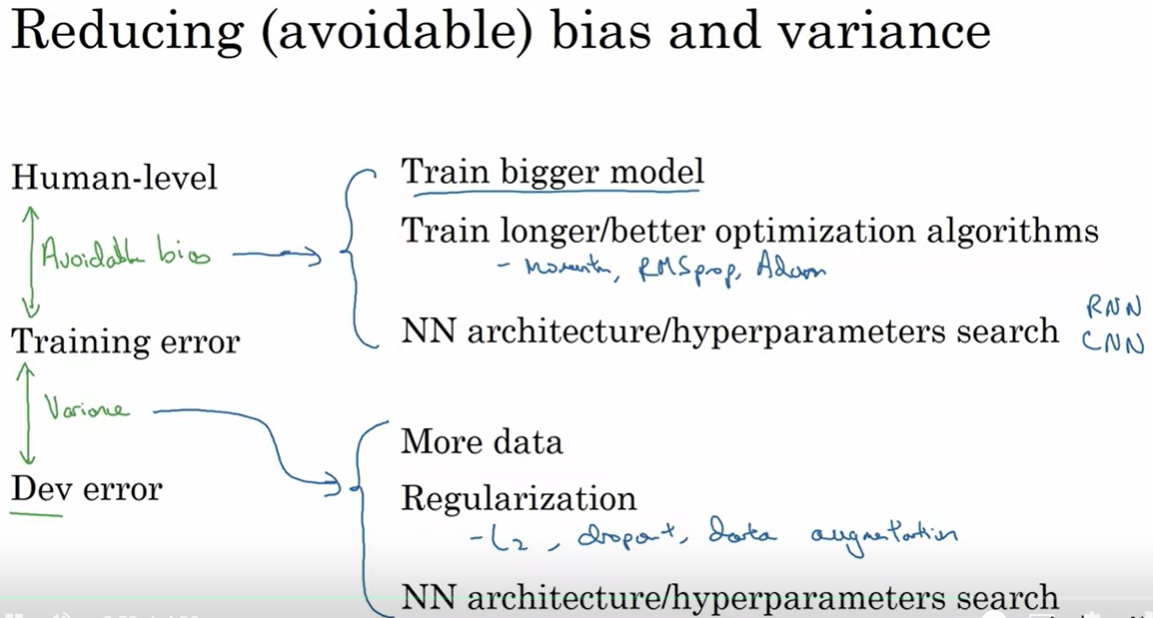 Reducing (avoidable) bias and variance
Human-level
Avoidable bias
Training error
Variance
Dev error
Train bigger model
Train longer/better optimization algorithms
- Momentum, RMSprop, Adam
NN architecture/hyperparameters search
RNN
CNN
More data
Regularization
- L2, dropout, data augmentation
NN architecture/hyperparameters search